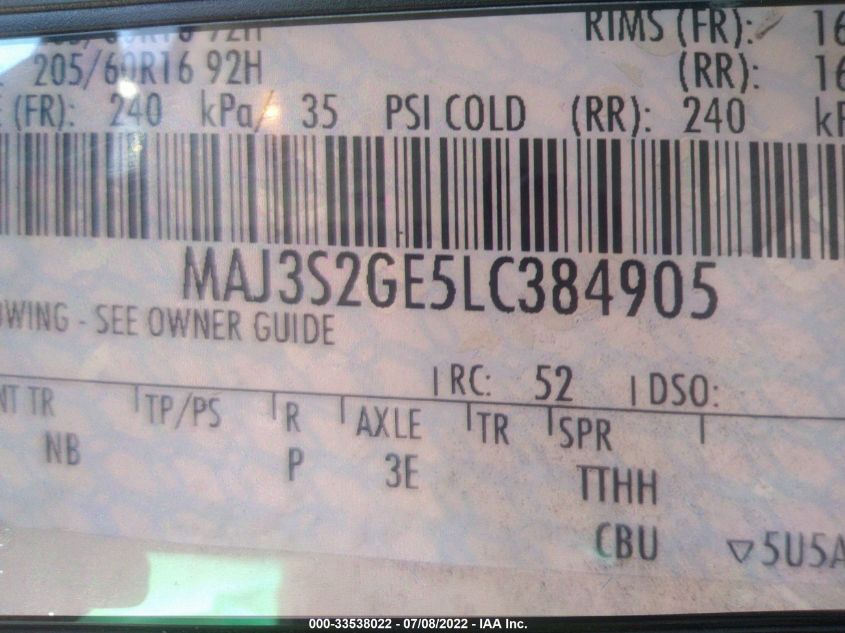 RIMS (FR): 16
205/60R16 92H (RR): 16
(FR): 240 kPa/ 35 PSI COLD (RR): 240
MAJ3S2GE5LC384905
- SEE OWNER GUIDE
RC: 52 DSO:
TR TP/PS R AXLE TR SPR
NB P 3E TTHH
CBU ▽5U5A
000-33538022 - 07/08/2022 - IAA Inc.